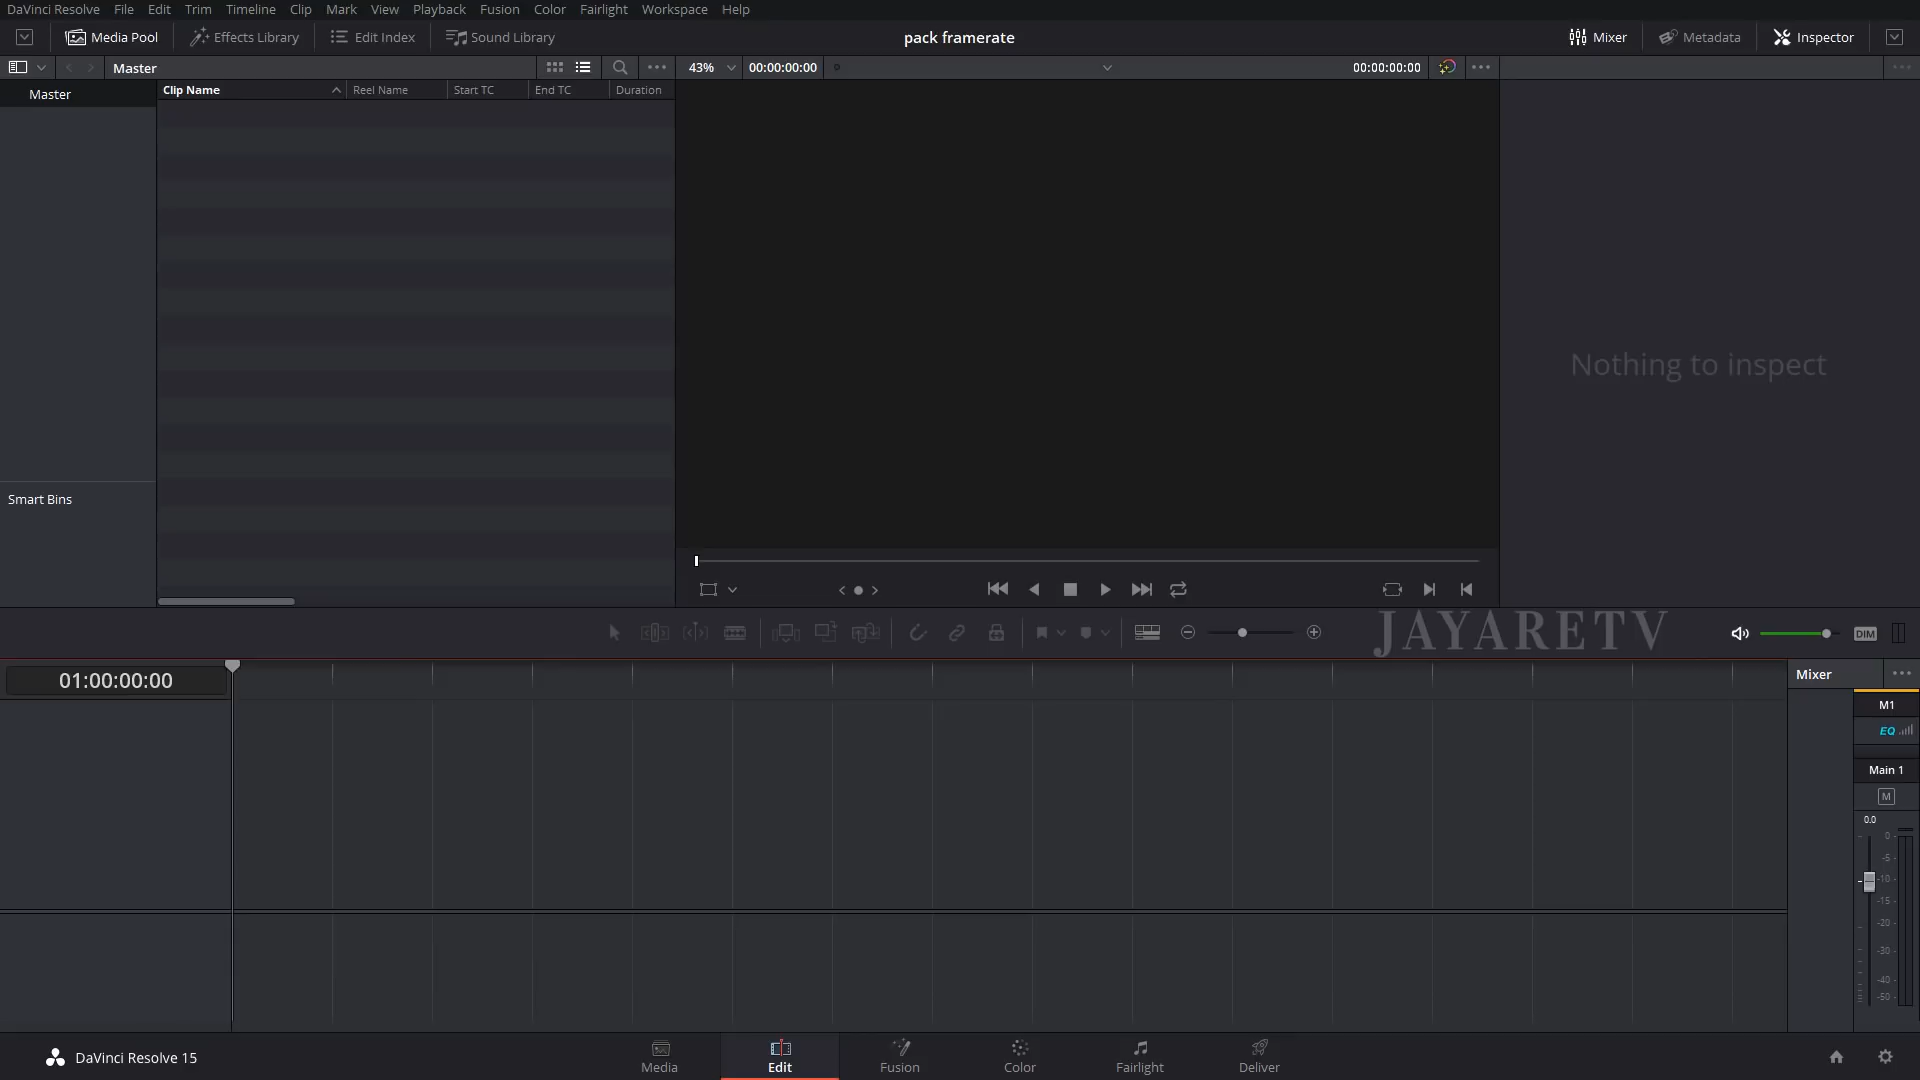 DaVinci Resolve File Edit Trim Timeline Clip Mark View Playback Fusion Color Fairlight Workspace Help
Media Pool Effects Library Edit Index Sound Library pack framerate Mixer Metadata Inspector
Master 43% 00:00:00:00 00:00:00:00
Master Clip Name Reel Name Start TC End TC Duration
Nothing to inspect
Smart Bins
JAYARETV DIM
01:00:00:00 Mixer
M1
EQ
Main 1
M
0.0
0
-5
-10
-15
-20
-30
-40
-50
DaVinci Resolve 15 Media Edit Fusion Color Fairlight Deliver